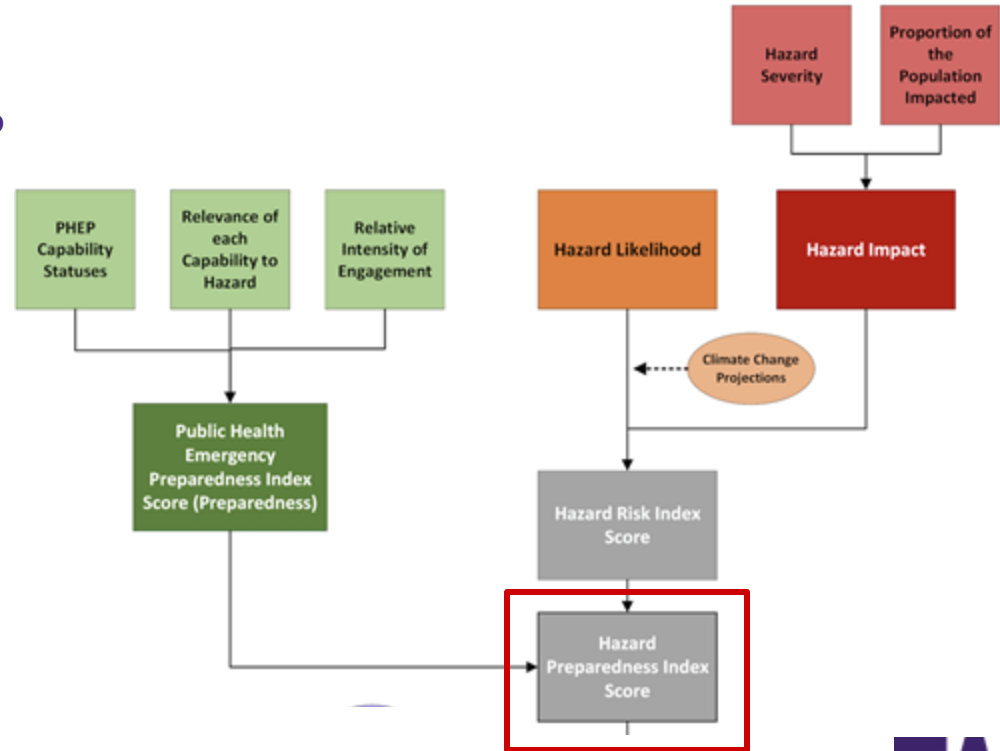 Hazard
Severity
Proportion of
the
Population
Impacted
PHEP
Capability
Statuses
Relevance of
each
Capability to
Hazard
Relative
Intensity of
Engagement
Hazard Likelihood
Hazard Impact
Climate Change
Projections
Public Health
Emergency
Preparedness Index
Score (Preparedness)
Hazard Risk Index
Score
Hazard
Preparedness Index
Score